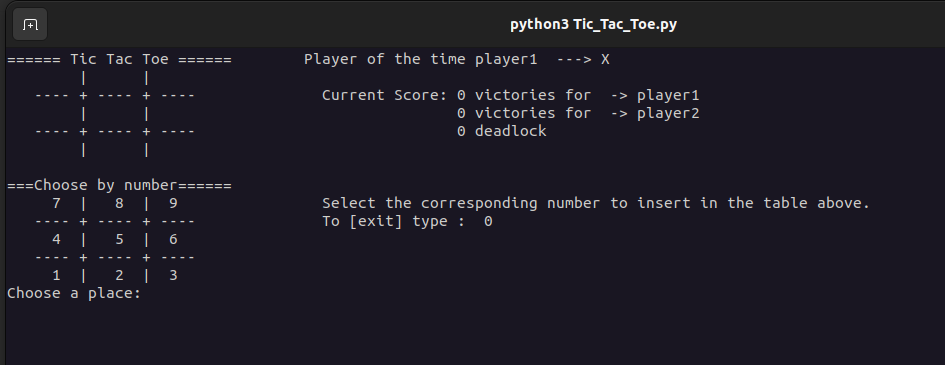 python3 Tic_Tac_Toe.py
====== Tic Tac Toe ======        Player of the time player1  ---> X
        |      |
   ---- + ---- + ----              Current Score: 0 victories for  -> player1
        |      |                                  0 victories for  -> player2
   ---- + ---- + ----                             0 deadlock
        |      |
===Choose by number======
     7  |   8  |  9                Select the corresponding number to insert in the table above.
   ---- + ---- + ----              To [exit] type :  0
     4  |   5  |  6
   ---- + ---- + ----
     1  |   2  |  3
Choose a place: